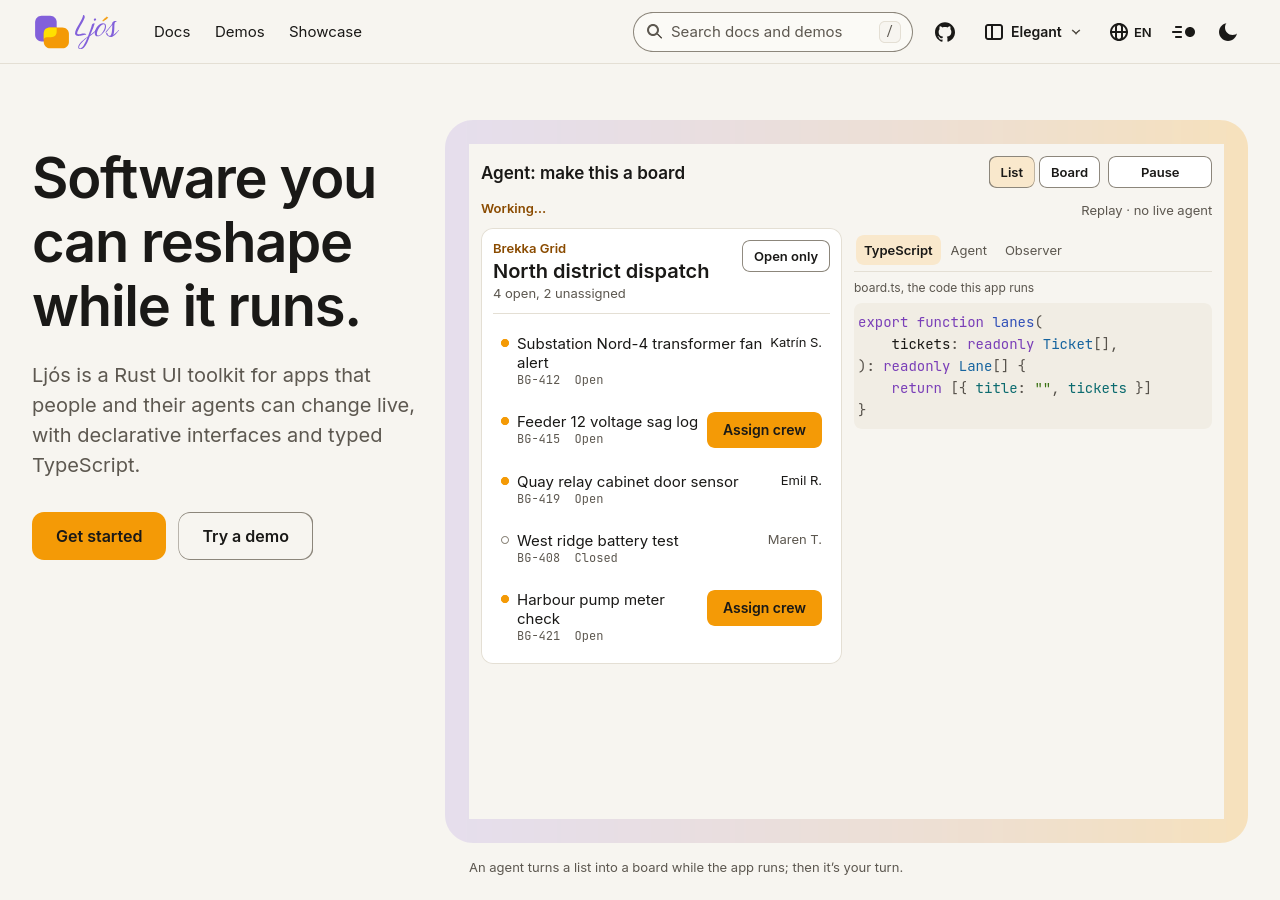 Ljós
Docs
Demos
Showcase
Search docs and demos
/
Elegant
EN
Software you
can reshape
while it runs.
Ljós is a Rust UI toolkit for apps that
people and their agents can change live,
with declarative interfaces and typed
TypeScript.
Get started
Try a demo
Agent: make this a board
List
Board
Pause
Working...
Replay · no live agent
Brekka Grid
North district dispatch
4 open, 2 unassigned
Open only
Substation Nord-4 transformer fan
alert
Katrín S.
BG-412 Open
Feeder 12 voltage sag log
BG-415 Open
Assign crew
Quay relay cabinet door sensor
BG-419 Open
Emil R.
West ridge battery test
BG-408 Closed
Maren T.
Harbour pump meter
check
BG-421 Open
Assign crew
TypeScript
Agent
Observer
board.ts, the code this app runs
export function lanes(
    tickets: readonly Ticket[],
): readonly Lane[] {
    return [{ title: "", tickets }]
}
An agent turns a list into a board while the app runs; then it’s your turn.